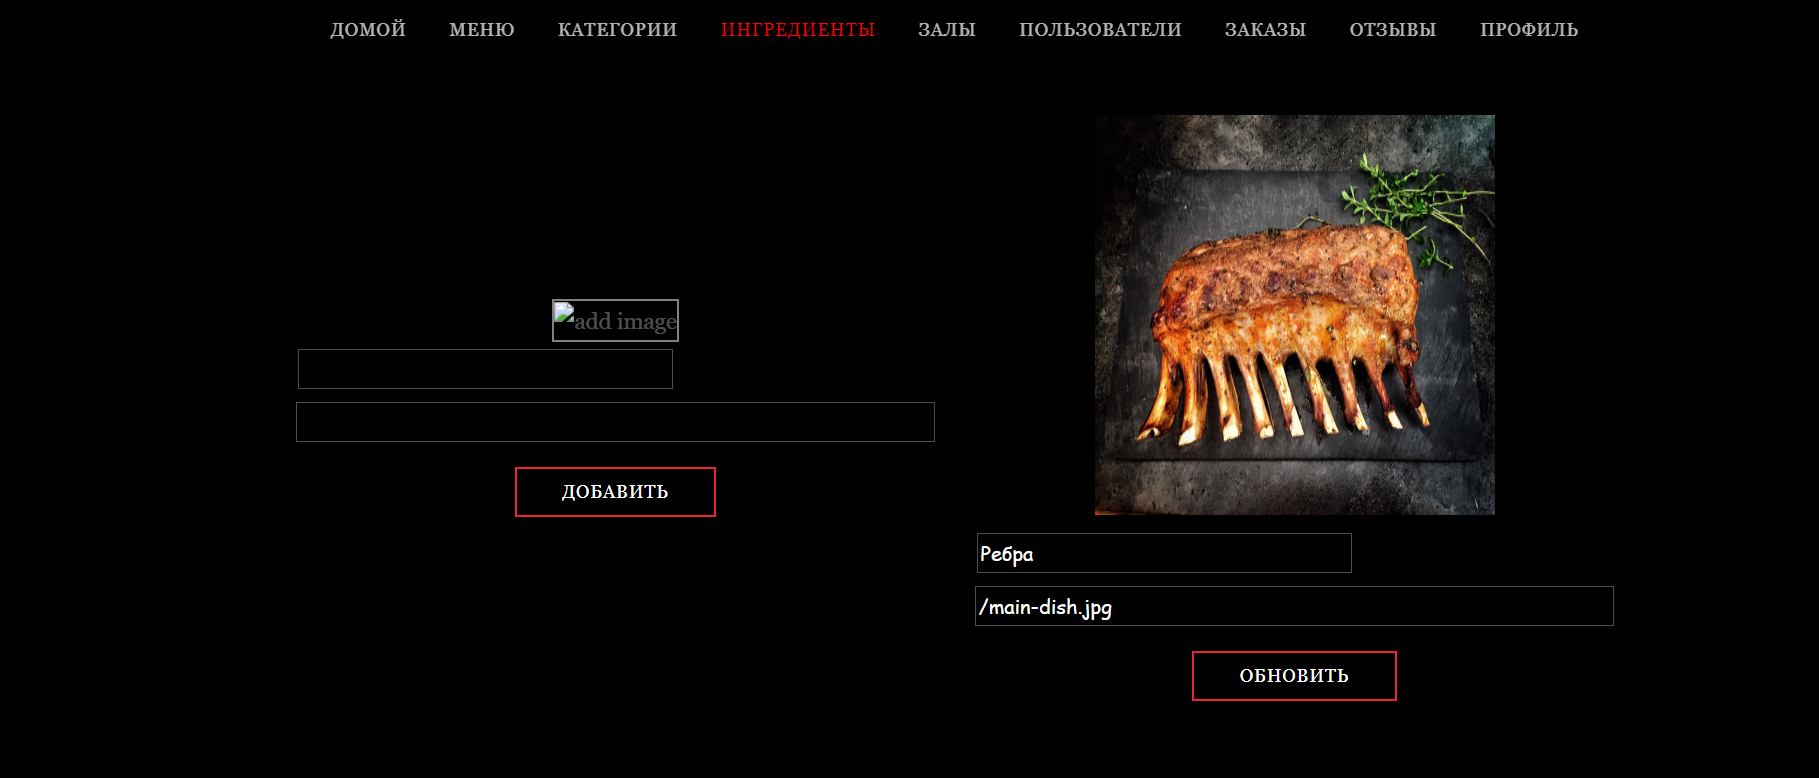 ДОМОЙ МЕНЮ КАТЕГОРИИ ИНГРЕДИЕНТЫ ЗАЛЫ ПОЛЬЗОВАТЕЛИ ЗАКАЗЫ ОТЗЫВЫ ПРОФИЛЬ
add image
ДОБАВИТЬ
Ребра
/main-dish.jpg
ОБНОВИТЬ